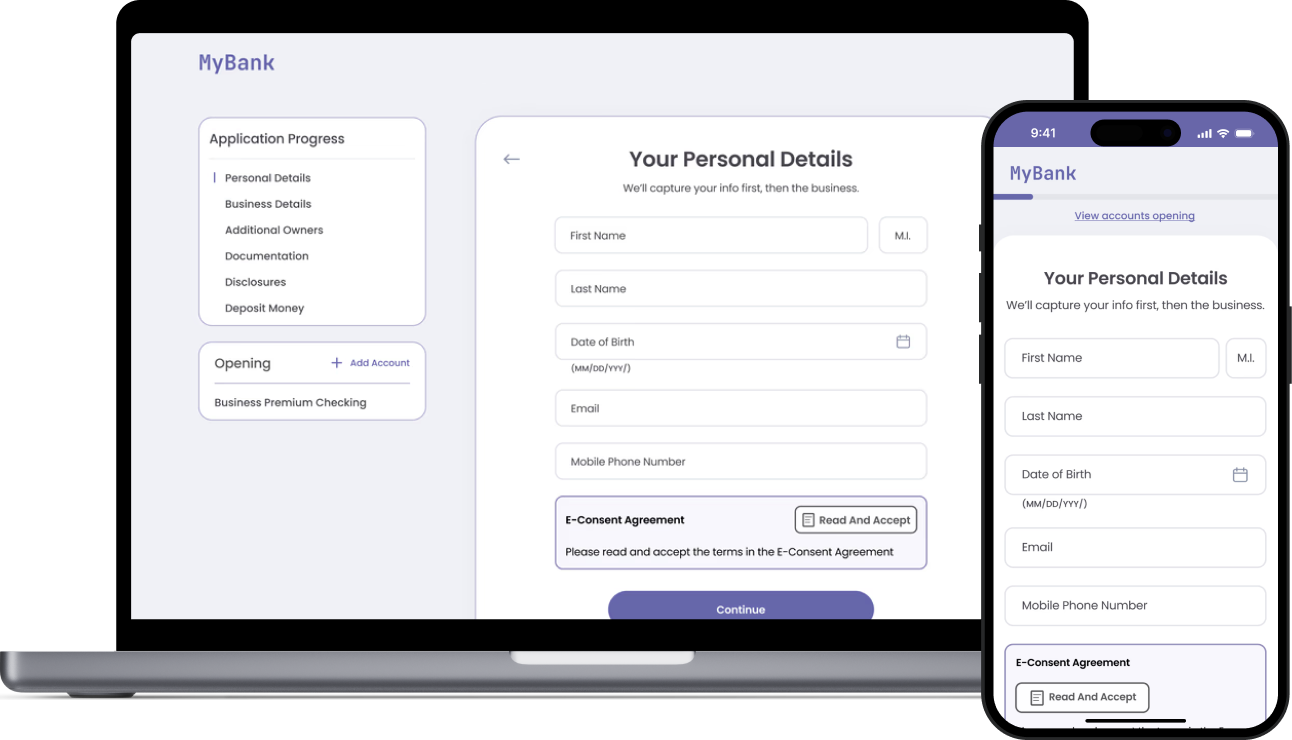 MyBank
Application Progress
Personal Details
Business Details
Additional Owners
Documentation
Disclosures
Deposit Money
Opening
Add Account
Business Premium Checking
Your Personal Details
We'll capture your info first, then the business.
First Name
M.I.
Last Name
Date of Birth
(MM/DD/YYY/)
Email
Mobile Phone Number
E-Consent Agreement
Read And Accept
Please read and accept the terms in the E-Consent Agreement
Continue
9:41
MyBank
View accounts opening
Your Personal Details
We'll capture your info first, then the business.
First Name
M.I.
Last Name
Date of Birth
(MM/DD/YYY/)
Email
Mobile Phone Number
E-Consent Agreement
Read And Accept